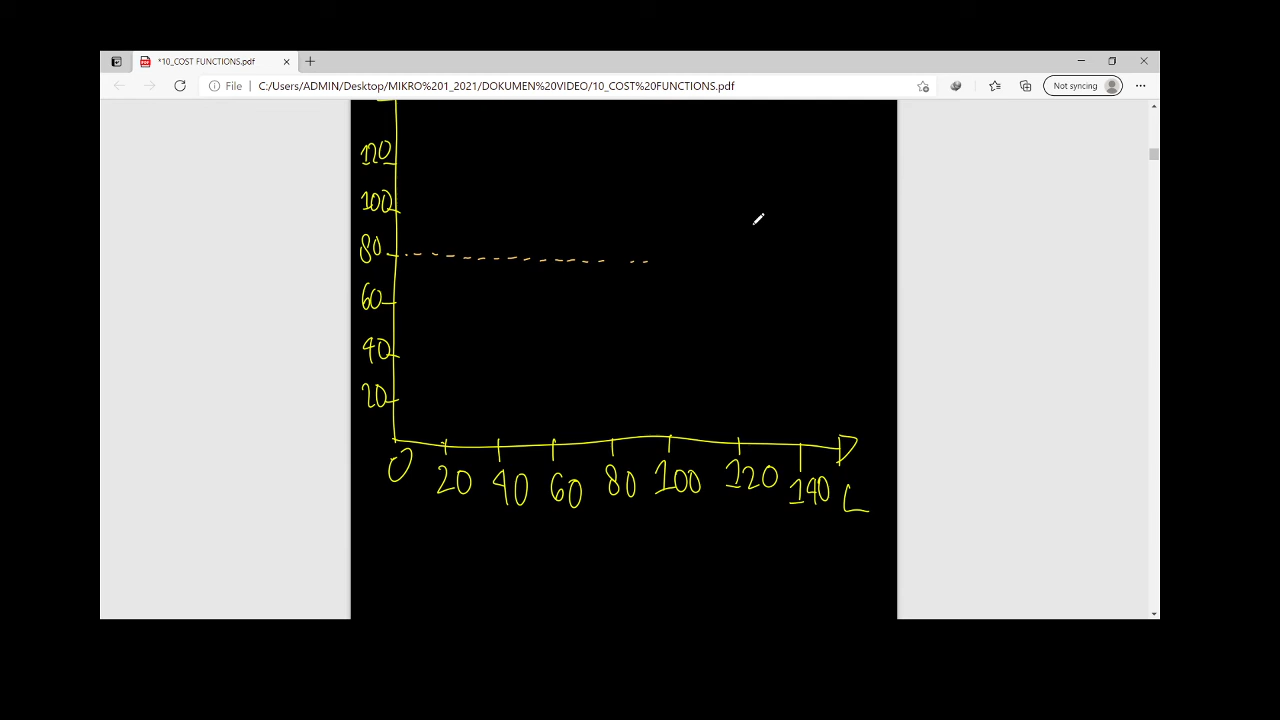 *10_COST FUNCTIONS.pdf
File C:/Users/ADMIN/Desktop/MIKRO%201_2021/DOKUMEN%20VIDEO/10_COST%20FUNCTIONS.pdf Not syncing
120
100
80
60
40
20
0 20 40 60 80 100 120 140 L